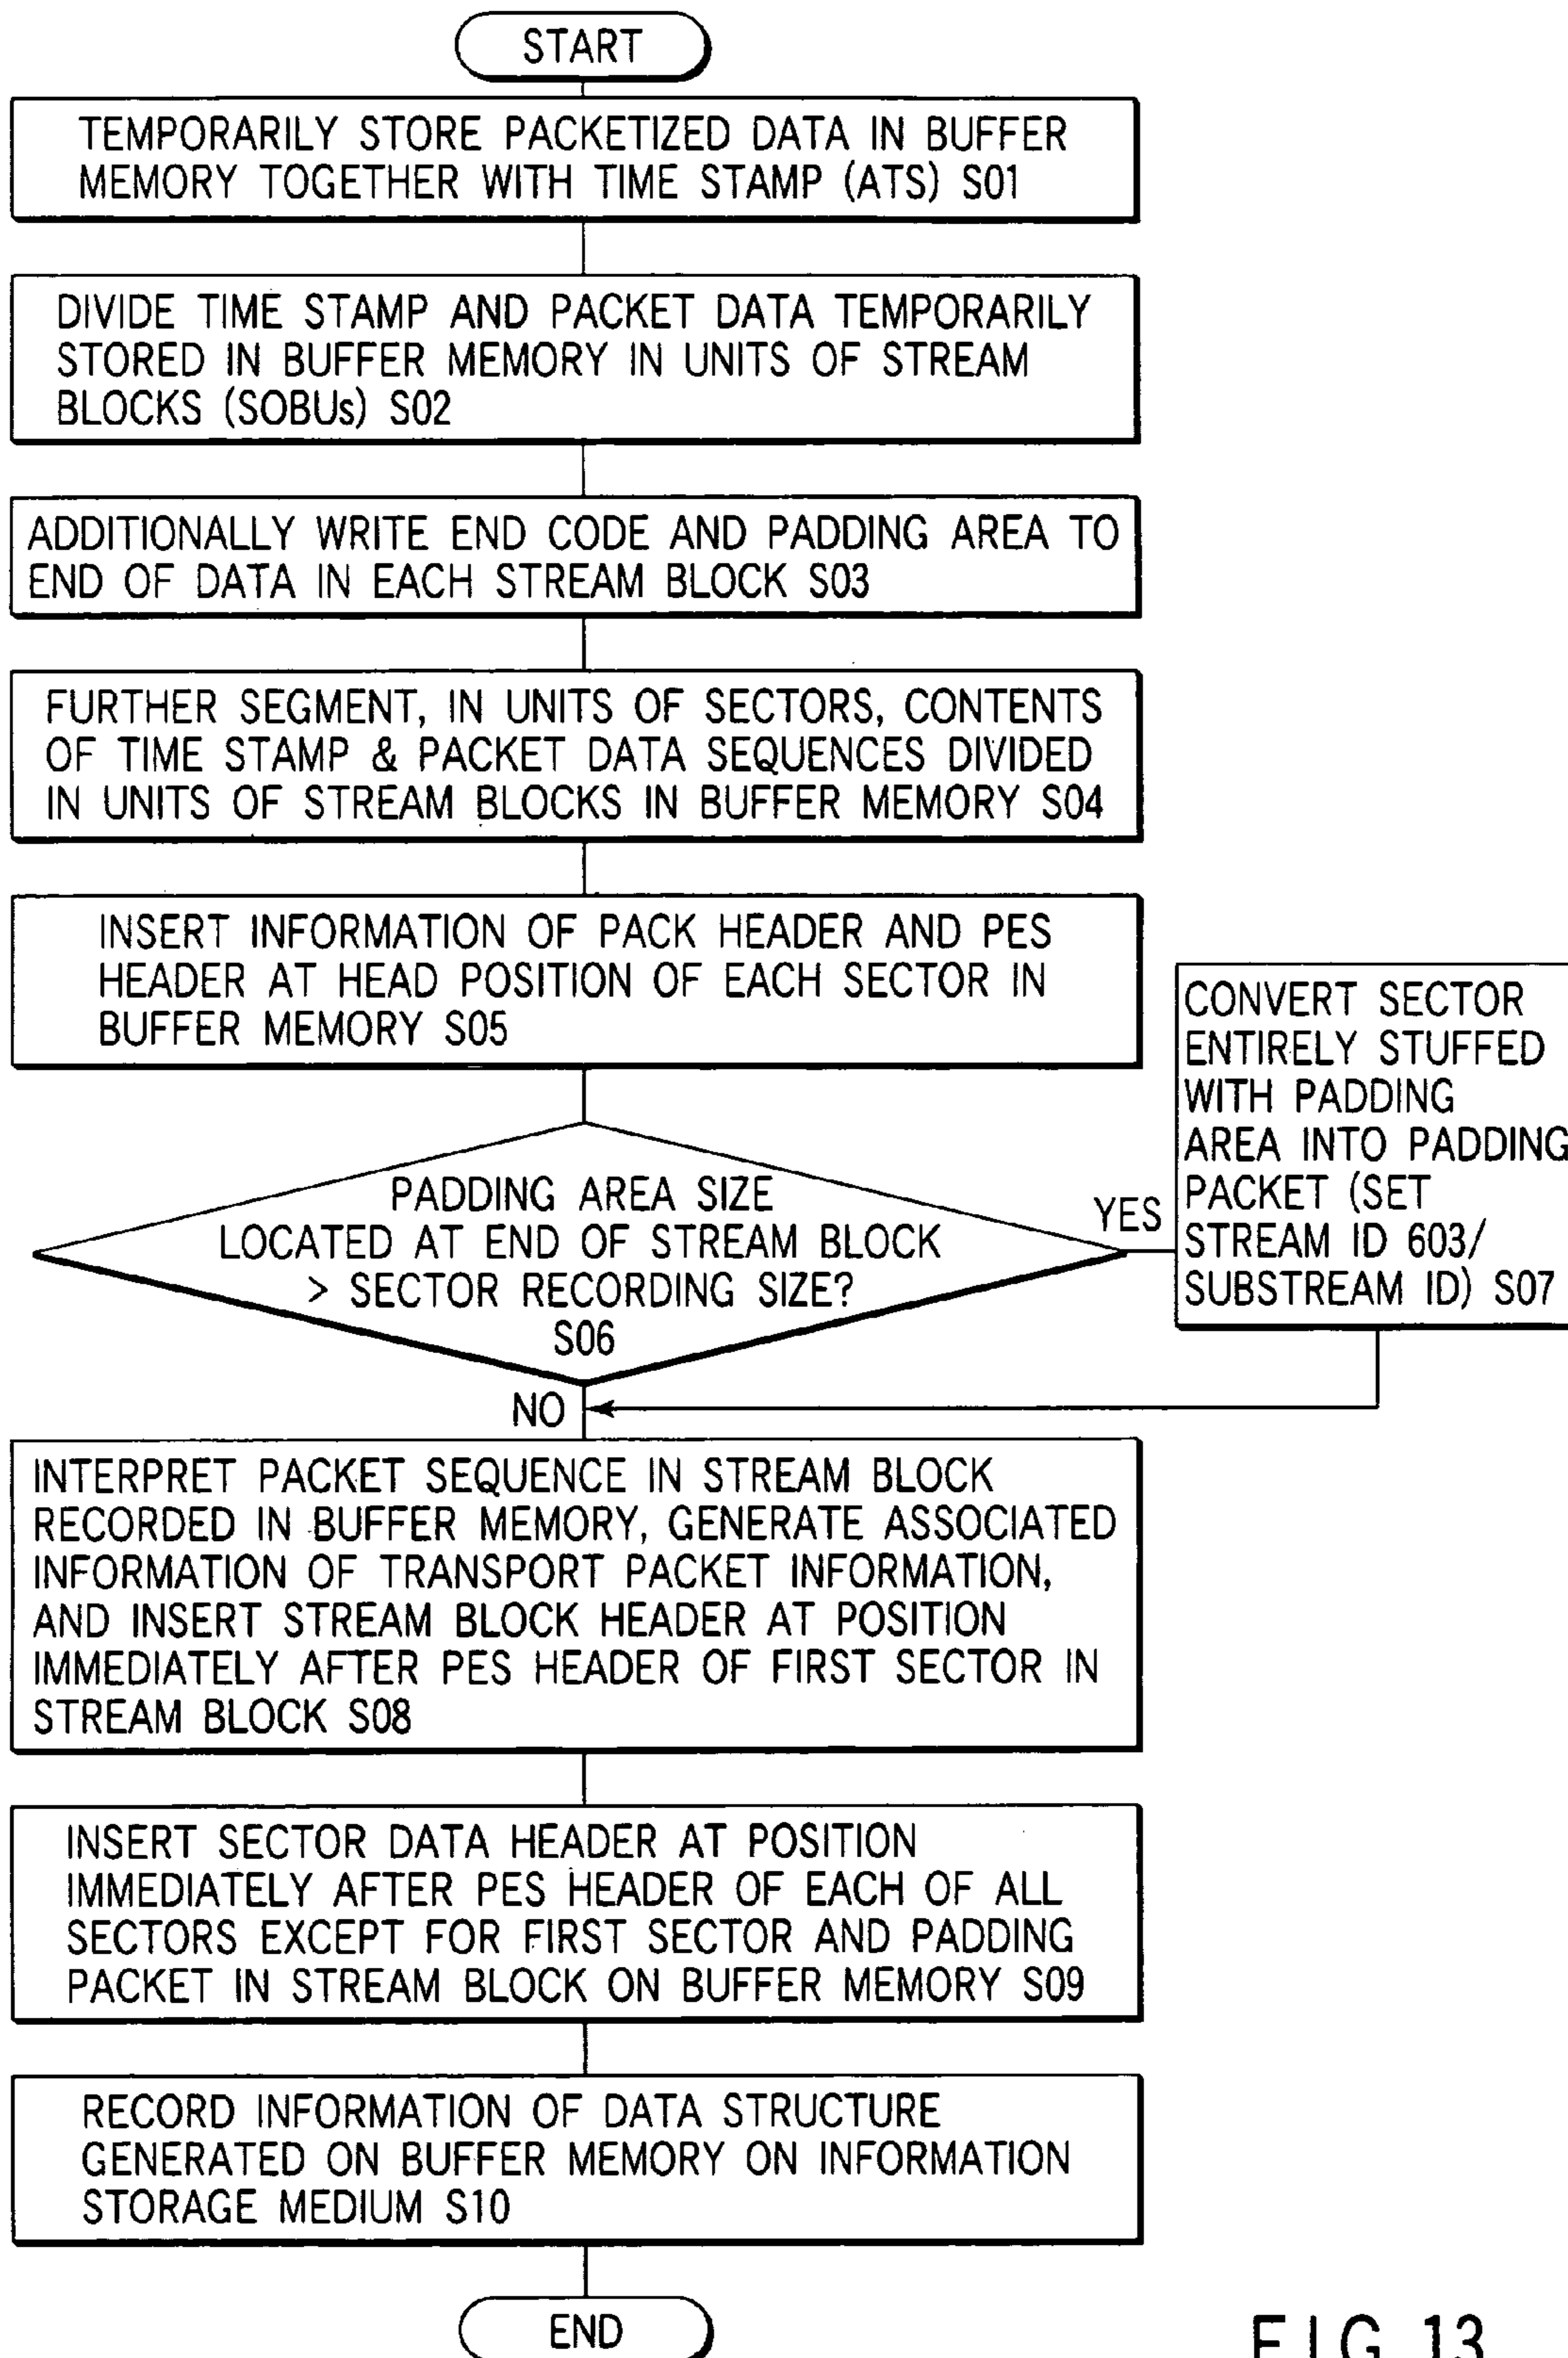 START
TEMPORARILY STORE PACKETIZED DATA IN BUFFER
MEMORY TOGETHER WITH TIME STAMP (ATS) S01
DIVIDE TIME STAMP AND PACKET DATA TEMPORARILY
STORED IN BUFFER MEMORY IN UNITS OF STREAM
BLOCKS (SOBUs) S02
ADDITIONALLY WRITE END CODE AND PADDING AREA TO
END OF DATA IN EACH STREAM BLOCK S03
FURTHER SEGMENT, IN UNITS OF SECTORS, CONTENTS
OF TIME STAMP & PACKET DATA SEQUENCES DIVIDED
IN UNITS OF STREAM BLOCKS IN BUFFER MEMORY S04
INSERT INFORMATION OF PACK HEADER AND PES
HEADER AT HEAD POSITION OF EACH SECTOR IN
BUFFER MEMORY S05
PADDING AREA SIZE
LOCATED AT END OF STREAM BLOCK
> SECTOR RECORDING SIZE?
S06
YES
CONVERT SECTOR
ENTIRELY STUFFED
WITH PADDING
AREA INTO PADDING
PACKET (SET
STREAM ID 603/
SUBSTREAM ID) S07
NO
INTERPRET PACKET SEQUENCE IN STREAM BLOCK
RECORDED IN BUFFER MEMORY, GENERATE ASSOCIATED
INFORMATION OF TRANSPORT PACKET INFORMATION,
AND INSERT STREAM BLOCK HEADER AT POSITION
IMMEDIATELY AFTER PES HEADER OF FIRST SECTOR IN
STREAM BLOCK S08
INSERT SECTOR DATA HEADER AT POSITION
IMMEDIATELY AFTER PES HEADER OF EACH OF ALL
SECTORS EXCEPT FOR FIRST SECTOR AND PADDING
PACKET IN STREAM BLOCK ON BUFFER MEMORY S09
RECORD INFORMATION OF DATA STRUCTURE
GENERATED ON BUFFER MEMORY ON INFORMATION
STORAGE MEDIUM S10
END
FIG. 13